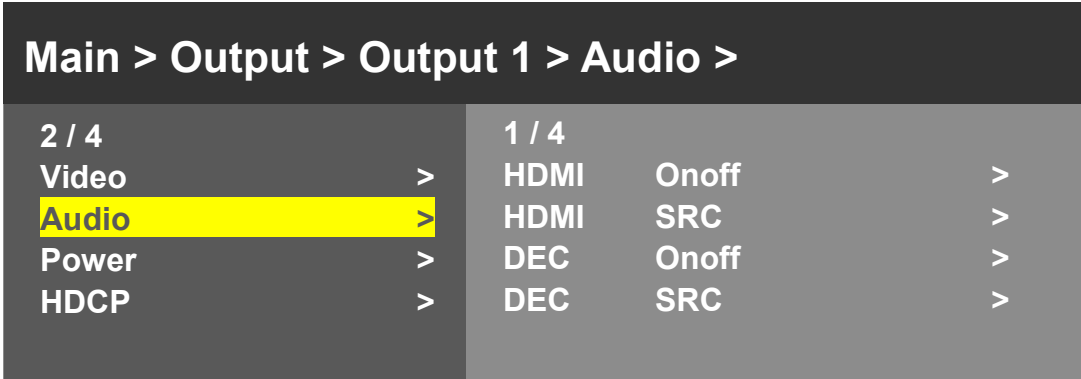 Main > Output > Output 1 > Audio >
2 / 4
Video >
Audio >
Power >
HDCP >
1 / 4
HDMI Onoff >
HDMI SRC >
DEC Onoff >
DEC SRC >